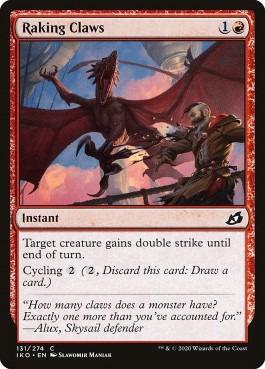 Raking Claws 1
Instant
Target creature gains double strike until
end of turn.
Cycling 2 (2, Discard this card: Draw
a card.)
"How many claws does a monster have?
Exactly one more than you've accounted for."
—Alux, Skysail defender
131/274 C
IKO • EN SLAWOMIR MANIAK
™ & © 2020 Wizards of the Coast